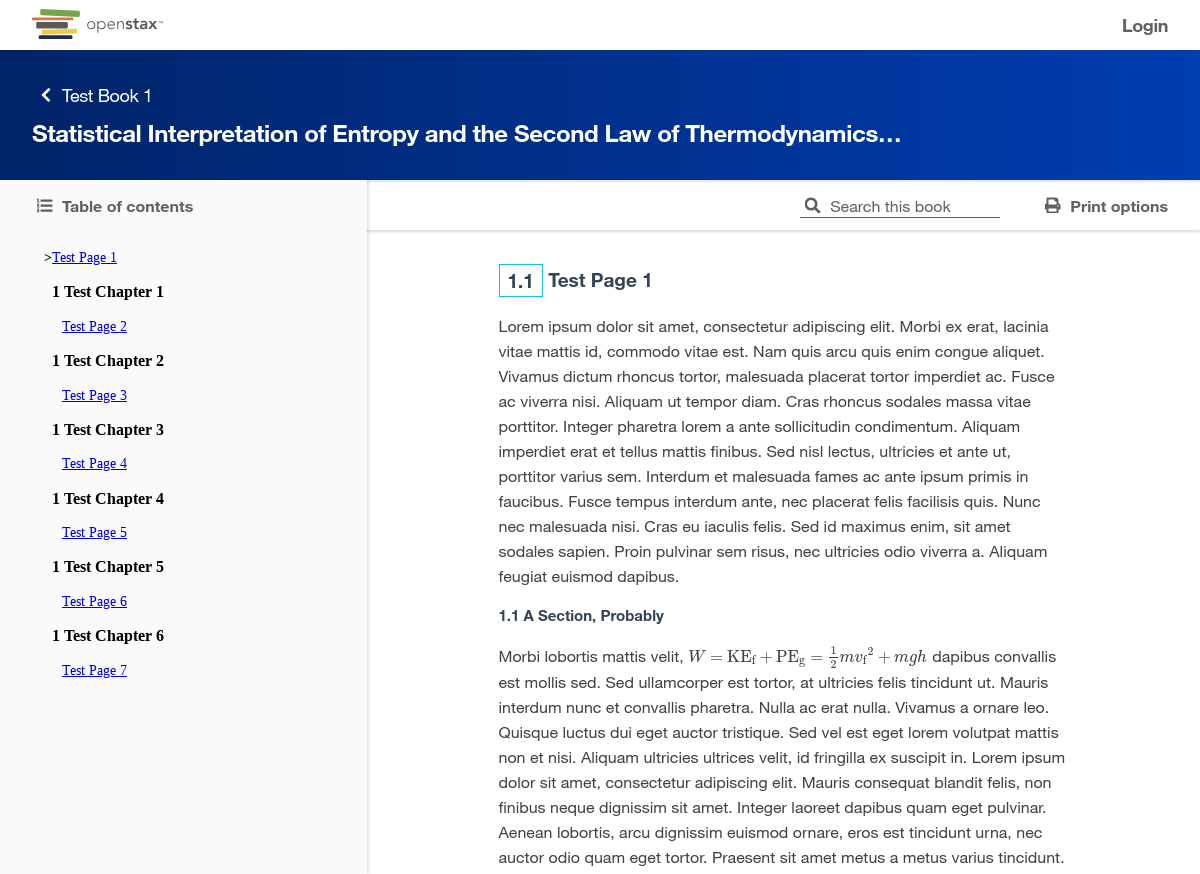 openstax™
Login
Test Book 1
Statistical Interpretation of Entropy and the Second Law of Thermodynamics…
Table of contents
Search this book
Print options
>Test Page 1
1 Test Chapter 1
Test Page 2
1 Test Chapter 2
Test Page 3
1 Test Chapter 3
Test Page 4
1 Test Chapter 4
Test Page 5
1 Test Chapter 5
Test Page 6
1 Test Chapter 6
Test Page 7
1.1 Test Page 1
Lorem ipsum dolor sit amet, consectetur adipiscing elit. Morbi ex erat, lacinia
vitae mattis id, commodo vitae est. Nam quis arcu quis enim congue aliquet.
Vivamus dictum rhoncus tortor, malesuada placerat tortor imperdiet ac. Fusce
ac viverra nisi. Aliquam ut tempor diam. Cras rhoncus sodales massa vitae
porttitor. Integer pharetra lorem a ante sollicitudin condimentum. Aliquam
imperdiet erat et tellus mattis finibus. Sed nisl lectus, ultricies et ante ut,
porttitor varius sem. Interdum et malesuada fames ac ante ipsum primis in
faucibus. Fusce tempus interdum ante, nec placerat felis facilisis quis. Nunc
nec malesuada nisi. Cras eu iaculis felis. Sed id maximus enim, sit amet
sodales sapien. Proin pulvinar sem risus, nec ultricies odio viverra a. Aliquam
feugiat euismod dapibus.
1.1 A Section, Probably
Morbi lobortis mattis velit, W = KE_f + PE_g = 1/2 mv_f² + mgh dapibus convallis
est mollis sed. Sed ullamcorper est tortor, at ultricies felis tincidunt ut. Mauris
interdum nunc et convallis pharetra. Nulla ac erat nulla. Vivamus a ornare leo.
Quisque luctus dui eget auctor tristique. Sed vel est eget lorem volutpat mattis
non et nisi. Aliquam ultricies ultrices velit, id fringilla ex suscipit in. Lorem ipsum
dolor sit amet, consectetur adipiscing elit. Mauris consequat blandit felis, non
finibus neque dignissim sit amet. Integer laoreet dapibus quam eget pulvinar.
Aenean lobortis, arcu dignissim euismod ornare, eros est tincidunt urna, nec
auctor odio quam eget tortor. Praesent sit amet metus a metus varius tincidunt.